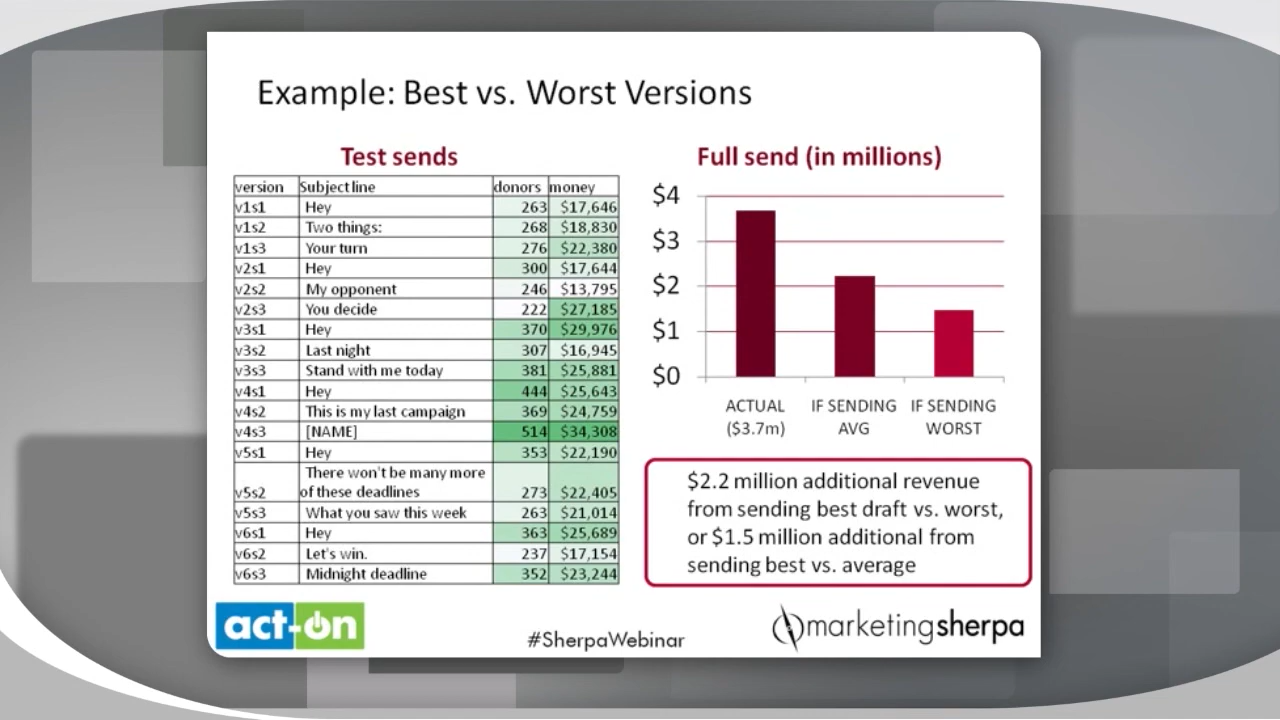 Example: Best vs. Worst Versions
Test sends
version Subject line donors money
v1s1 Hey 263 $17,646
v1s2 Two things: 268 $18,830
v1s3 Your turn 276 $22,380
v2s1 Hey 300 $17,644
v2s2 My opponent 246 $13,795
v2s3 You decide 222 $27,185
v3s1 Hey 370 $29,976
v3s2 Last night 307 $16,945
v3s3 Stand with me today 381 $25,881
v4s1 Hey 444 $25,643
v4s2 This is my last campaign 369 $24,759
v4s3 [NAME] 514 $34,308
v5s1 Hey 353 $22,190
There won't be many more
v5s2 of these deadlines 273 $22,405
v5s3 What you saw this week 263 $21,014
v6s1 Hey 363 $25,689
v6s2 Let's win. 237 $17,154
v6s3 Midnight deadline 352 $23,244
Full send (in millions)
$4
$3
$2
$1
$0
ACTUAL IF SENDING IF SENDING
($3.7m) AVG WORST
$2.2 million additional revenue
from sending best draft vs. worst,
or $1.5 million additional from
sending best vs. average
act-on
#SherpaWebinar
marketingsherpa